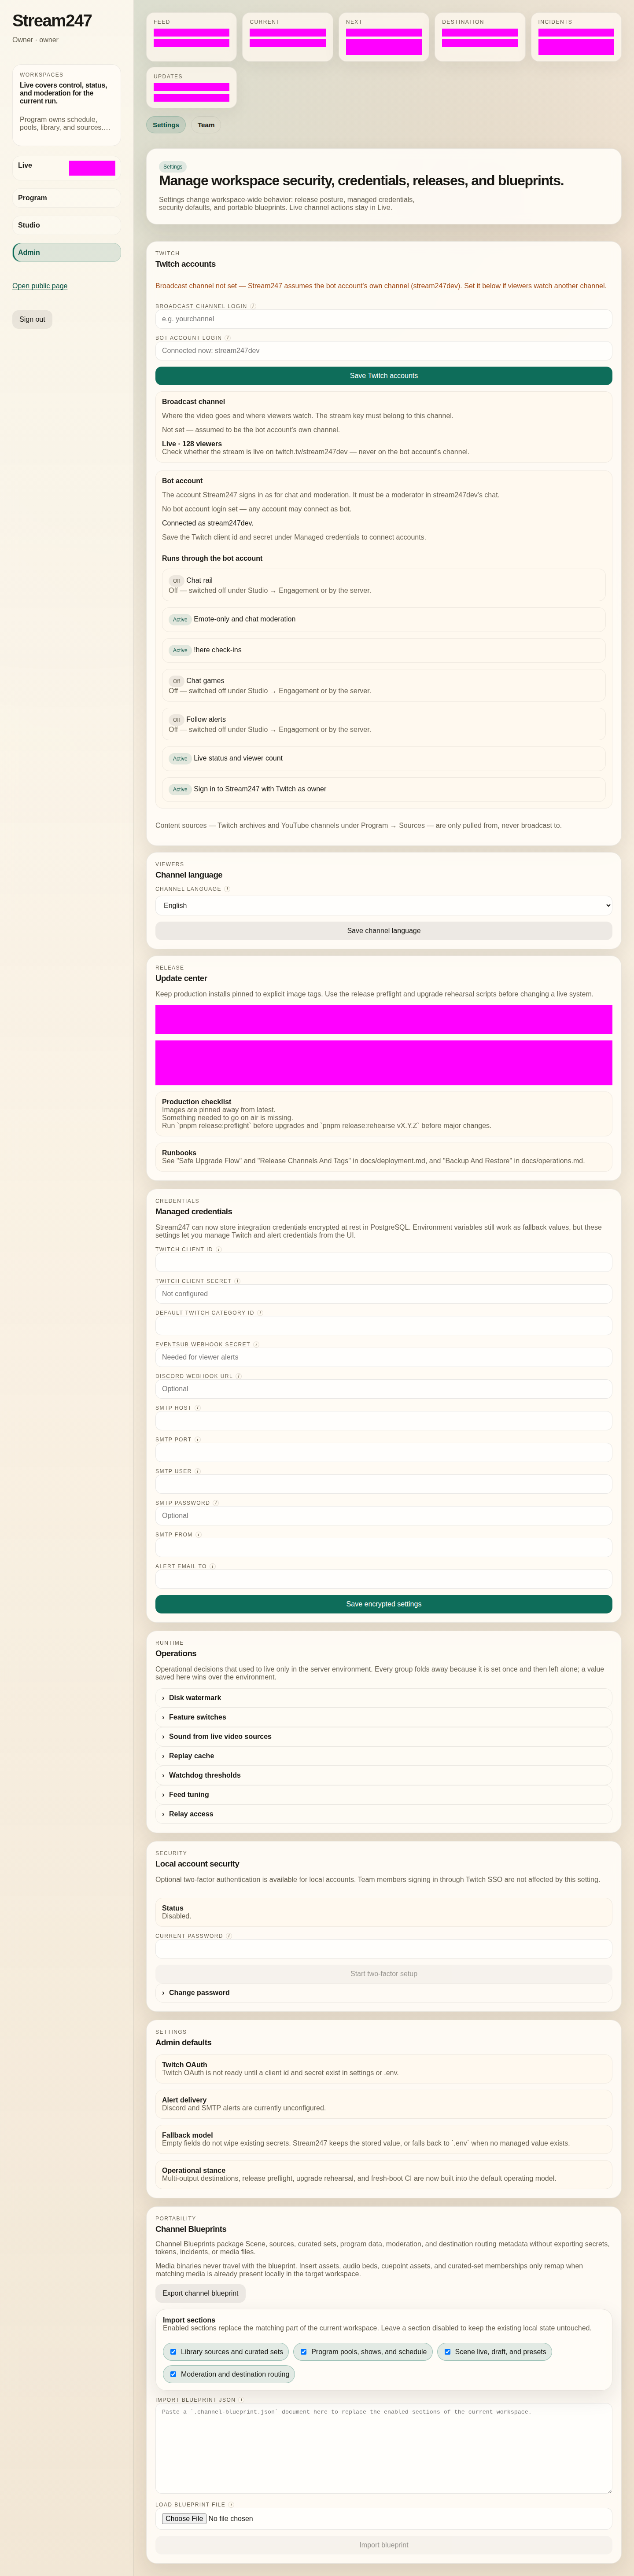 Stream247
Owner · owner
WORKSPACES
Live covers control, status,
and moderation for the
current run.
Program owns schedule,
pools, library, and sources....
Live
Program
Studio
Admin
Open public page
Sign out
FEED
CURRENT
NEXT
DESTINATION
INCIDENTS
UPDATES
Settings
Team
Settings
Manage workspace security, credentials, releases, and blueprints.
Settings change workspace-wide behavior: release posture, managed credentials,
security defaults, and portable blueprints. Live channel actions stay in Live.
TWITCH
Twitch accounts
Broadcast channel not set — Stream247 assumes the bot account's own channel (stream247dev). Set it below if viewers watch another channel.
BROADCAST CHANNEL LOGIN i
e.g. yourchannel
BOT ACCOUNT LOGIN i
Connected now: stream247dev
Save Twitch accounts
Broadcast channel
Where the video goes and where viewers watch. The stream key must belong to this channel.
Not set — assumed to be the bot account's own channel.
Live · 128 viewers
Check whether the stream is live on twitch.tv/stream247dev — never on the bot account's channel.
Bot account
The account Stream247 signs in as for chat and moderation. It must be a moderator in stream247dev's chat.
No bot account login set — any account may connect as bot.
Connected as stream247dev.
Save the Twitch client id and secret under Managed credentials to connect accounts.
Runs through the bot account
Off Chat rail
Off — switched off under Studio → Engagement or by the server.
Active Emote-only and chat moderation
Active !here check-ins
Off Chat games
Off — switched off under Studio → Engagement or by the server.
Off Follow alerts
Off — switched off under Studio → Engagement or by the server.
Active Live status and viewer count
Active Sign in to Stream247 with Twitch as owner
Content sources — Twitch archives and YouTube channels under Program → Sources — are only pulled from, never broadcast to.
VIEWERS
Channel language
CHANNEL LANGUAGE i
English
Save channel language
RELEASE
Update center
Keep production installs pinned to explicit image tags. Use the release preflight and upgrade rehearsal scripts before changing a live system.
Production checklist
Images are pinned away from latest.
Something needed to go on air is missing.
Run `pnpm release:preflight` before upgrades and `pnpm release:rehearse vX.Y.Z` before major changes.
Runbooks
See "Safe Upgrade Flow" and "Release Channels And Tags" in docs/deployment.md, and "Backup And Restore" in docs/operations.md.
CREDENTIALS
Managed credentials
Stream247 can now store integration credentials encrypted at rest in PostgreSQL. Environment variables still work as fallback values, but these
settings let you manage Twitch and alert credentials from the UI.
TWITCH CLIENT ID i
TWITCH CLIENT SECRET i
Not configured
DEFAULT TWITCH CATEGORY ID i
EVENTSUB WEBHOOK SECRET i
Needed for viewer alerts
DISCORD WEBHOOK URL i
Optional
SMTP HOST i
SMTP PORT i
SMTP USER i
SMTP PASSWORD i
Optional
SMTP FROM i
ALERT EMAIL TO i
Save encrypted settings
RUNTIME
Operations
Operational decisions that used to live only in the server environment. Every group folds away because it is set once and then left alone; a value
saved here wins over the environment.
› Disk watermark
› Feature switches
› Sound from live video sources
› Replay cache
› Watchdog thresholds
› Feed tuning
› Relay access
SECURITY
Local account security
Optional two-factor authentication is available for local accounts. Team members signing in through Twitch SSO are not affected by this setting.
Status
Disabled.
CURRENT PASSWORD i
Start two-factor setup
› Change password
SETTINGS
Admin defaults
Twitch OAuth
Twitch OAuth is not ready until a client id and secret exist in settings or .env.
Alert delivery
Discord and SMTP alerts are currently unconfigured.
Fallback model
Empty fields do not wipe existing secrets. Stream247 keeps the stored value, or falls back to `.env` when no managed value exists.
Operational stance
Multi-output destinations, release preflight, upgrade rehearsal, and fresh-boot CI are now built into the default operating model.
PORTABILITY
Channel Blueprints
Channel Blueprints package Scene, sources, curated sets, program data, moderation, and destination routing metadata without exporting secrets,
tokens, incidents, or media files.
Media binaries never travel with the blueprint. Insert assets, audio beds, cuepoint assets, and curated-set memberships only remap when
matching media is already present locally in the target workspace.
Export channel blueprint
Import sections
Enabled sections replace the matching part of the current workspace. Leave a section disabled to keep the existing local state untouched.
Library sources and curated sets
Program pools, shows, and schedule
Scene live, draft, and presets
Moderation and destination routing
IMPORT BLUEPRINT JSON i
Paste a `.channel-blueprint.json` document here to replace the enabled sections of the current workspace.
LOAD BLUEPRINT FILE i
Choose File No file chosen
Import blueprint